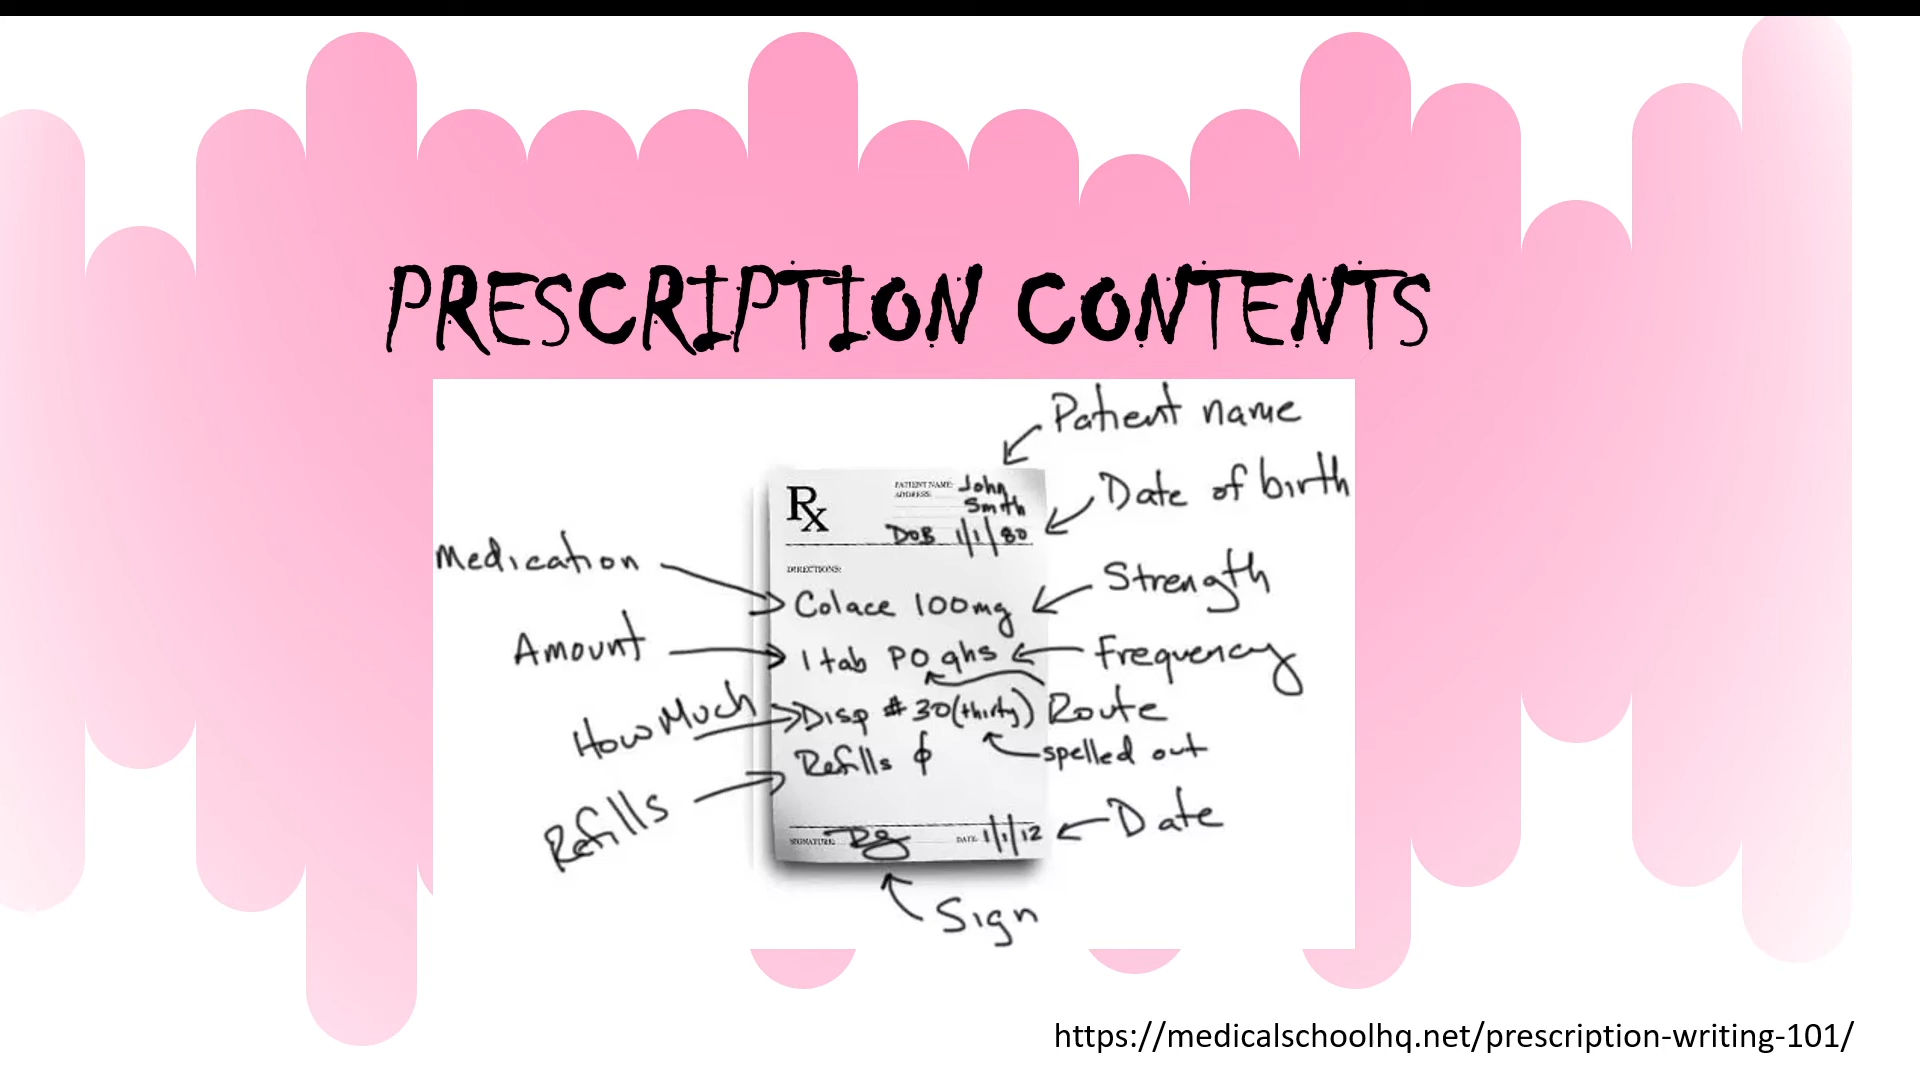 PRESCRIPTION CONTENTS
Patient name
Date of birth
Rx
PATIENT NAME: John
ADDRESS: Smith
DOB 1/1/80
DIRECTIONS:
Medication
Colace 100mg
Strength
Amount
1 tab PO qhs
Frequency
How Much
Disp #30 (thirty)
Route
spelled out
Refills
Refills ϕ
SIGNATURE:
DATE: 1/1/12
Date
Sign
https://medicalschoolhq.net/prescription-writing-101/